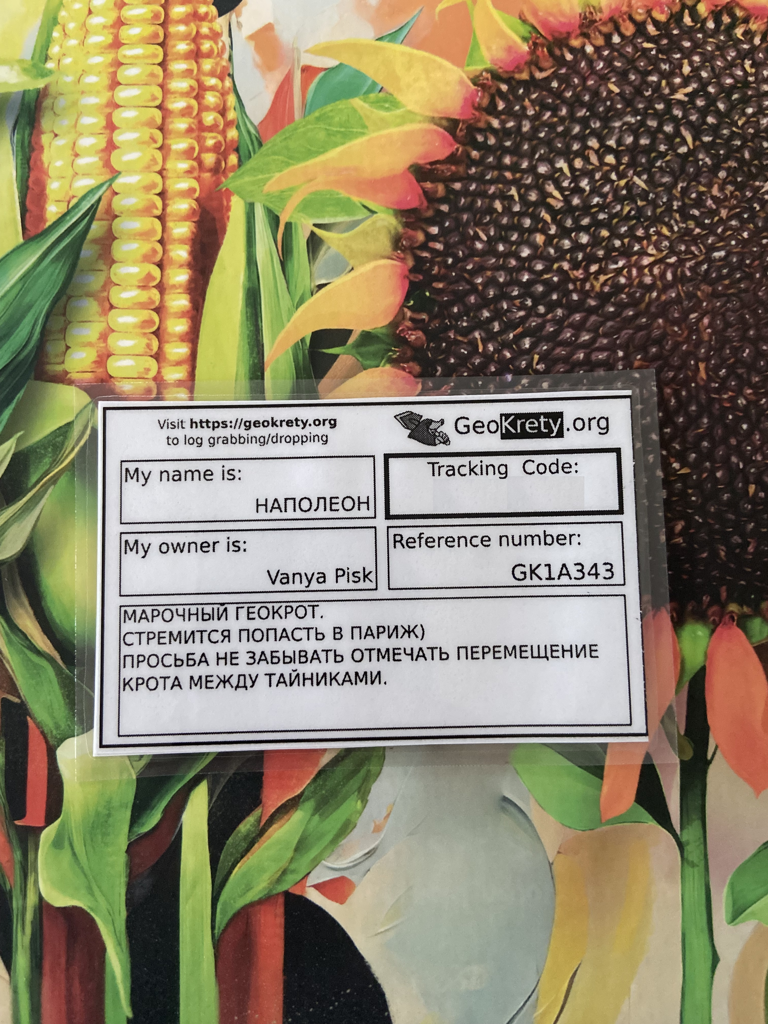 Visit https://geokrety.org
to log grabbing/dropping
GeoKrety.org
My name is:
НАПОЛЕОН
Tracking Code:
My owner is:
Vanya Pisk
Reference number:
GK1A343
МАРОЧНЫЙ ГЕОКРОТ.
СТРЕМИТСЯ ПОПАСТЬ В ПАРИЖ)
ПРОСЬБА НЕ ЗАБЫВАТЬ ОТМЕЧАТЬ ПЕРЕМЕЩЕНИЕ
КРОТА МЕЖДУ ТАЙНИКАМИ.